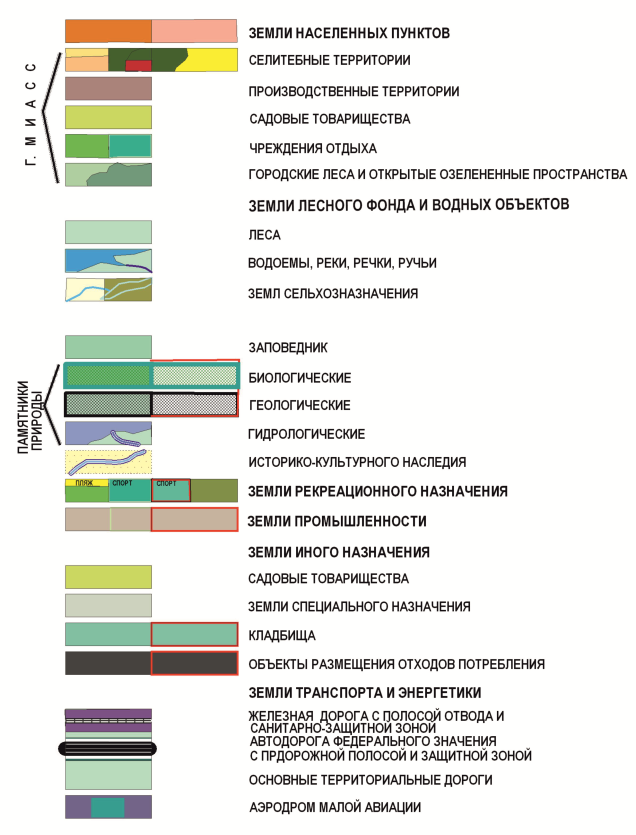 ЗЕМЛИ НАСЕЛЕННЫХ ПУНКТОВ
Г. МИАСС
СЕЛИТЕБНЫЕ ТЕРРИТОРИИ
ПРОИЗВОДСТВЕННЫЕ ТЕРРИТОРИИ
САДОВЫЕ ТОВАРИЩЕСТВА
ЧРЕЖДЕНИЯ ОТДЫХА
ГОРОДСКИЕ ЛЕСА И ОТКРЫТЫЕ ОЗЕЛЕНЕННЫЕ ПРОСТРАНСТВА
ЗЕМЛИ ЛЕСНОГО ФОНДА И ВОДНЫХ ОБЪЕКТОВ
ЛЕСА
ВОДОЕМЫ, РЕКИ, РЕЧКИ, РУЧЬИ
ЗЕМЛ СЕЛЬХОЗНАЗНАЧЕНИЯ
ЗАПОВЕДНИК
ПАМЯТНИКИ
ПРИРОДЫ
БИОЛОГИЧЕСКИЕ
ГЕОЛОГИЧЕСКИЕ
ГИДРОЛОГИЧЕСКИЕ
ИСТОРИКО-КУЛЬТУРНОГО НАСЛЕДИЯ
ПЛЯЖ СПОРТ СПОРТ ЗЕМЛИ РЕКРЕАЦИОННОГО НАЗНАЧЕНИЯ
ЗЕМЛИ ПРОМЫШЛЕННОСТИ
ЗЕМЛИ ИНОГО НАЗНАЧЕНИЯ
САДОВЫЕ ТОВАРИЩЕСТВА
ЗЕМЛИ СПЕЦИАЛЬНОГО НАЗНАЧЕНИЯ
КЛАДБИЩА
ОБЪЕКТЫ РАЗМЕЩЕНИЯ ОТХОДОВ ПОТРЕБЛЕНИЯ
ЗЕМЛИ ТРАНСПОРТА И ЭНЕРГЕТИКИ
ЖЕЛЕЗНАЯ ДОРОГА С ПОЛОСОЙ ОТВОДА И
САНИТАРНО-ЗАЩИТНОЙ ЗОНОЙ
АВТОДОРОГА ФЕДЕРАЛЬНОГО ЗНАЧЕНИЯ
С ПРДОРОЖНОЙ ПОЛОСОЙ И ЗАЩИТНОЙ ЗОНОЙ
ОСНОВНЫЕ ТЕРРИТОРИАЛЬНЫЕ ДОРОГИ
АЭРОДРОМ МАЛОЙ АВИАЦИИ